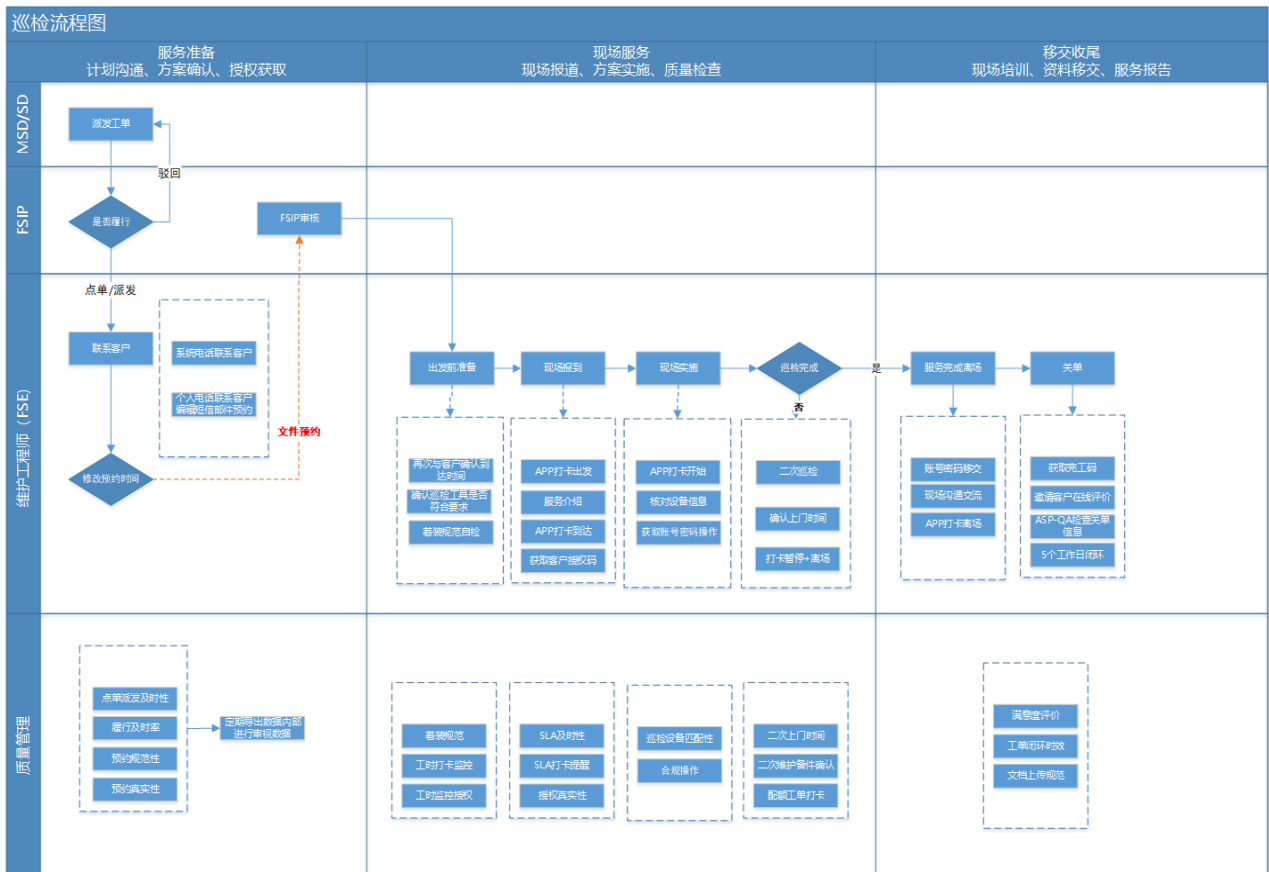 巡检流程图
服务准备
计划沟通、方案确认、授权获取
现场服务
现场报道、方案实施、质量检查
移交收尾
现场培训、资料移交、服务报告
MSD/SD
派发工单
驳回
FSIP
是否履行
FSIP审核
维护工程师（FSE）
点单/派发
联系客户
系统电话联系客户
个人电话联系客户
编辑短信邮件预约
文件预约
修改预约时间
出发前准备
现场报到
现场实施
巡检完成
是
否
服务完成离场
关单
再次与客户确认到
达时间
确认巡检工具是否
符合要求
着装规范自检
APP打卡出发
服务介绍
APP打卡到达
获取客户授权码
APP打卡开始
核对设备信息
获取账号密码操作
二次巡检
确认上门时间
打卡暂停+离场
账号密码移交
现场沟通交流
APP打卡离场
获取完工码
邀请客户在线评价
ASP-QA检查关单
信息
5个工作日闭环
质量管理
点单派发及时性
履行及时率
预约规范性
预约真实性
定期导出数据内部
进行审视数据
着装规范
工时打卡监控
工时监控授权
SLA及时性
SLA打卡提醒
授权真实性
巡检设备匹配性
合规操作
二次上门时间
二次维护备件确认
配额工单打卡
满意度评价
工单闭环时效
文档上传规范